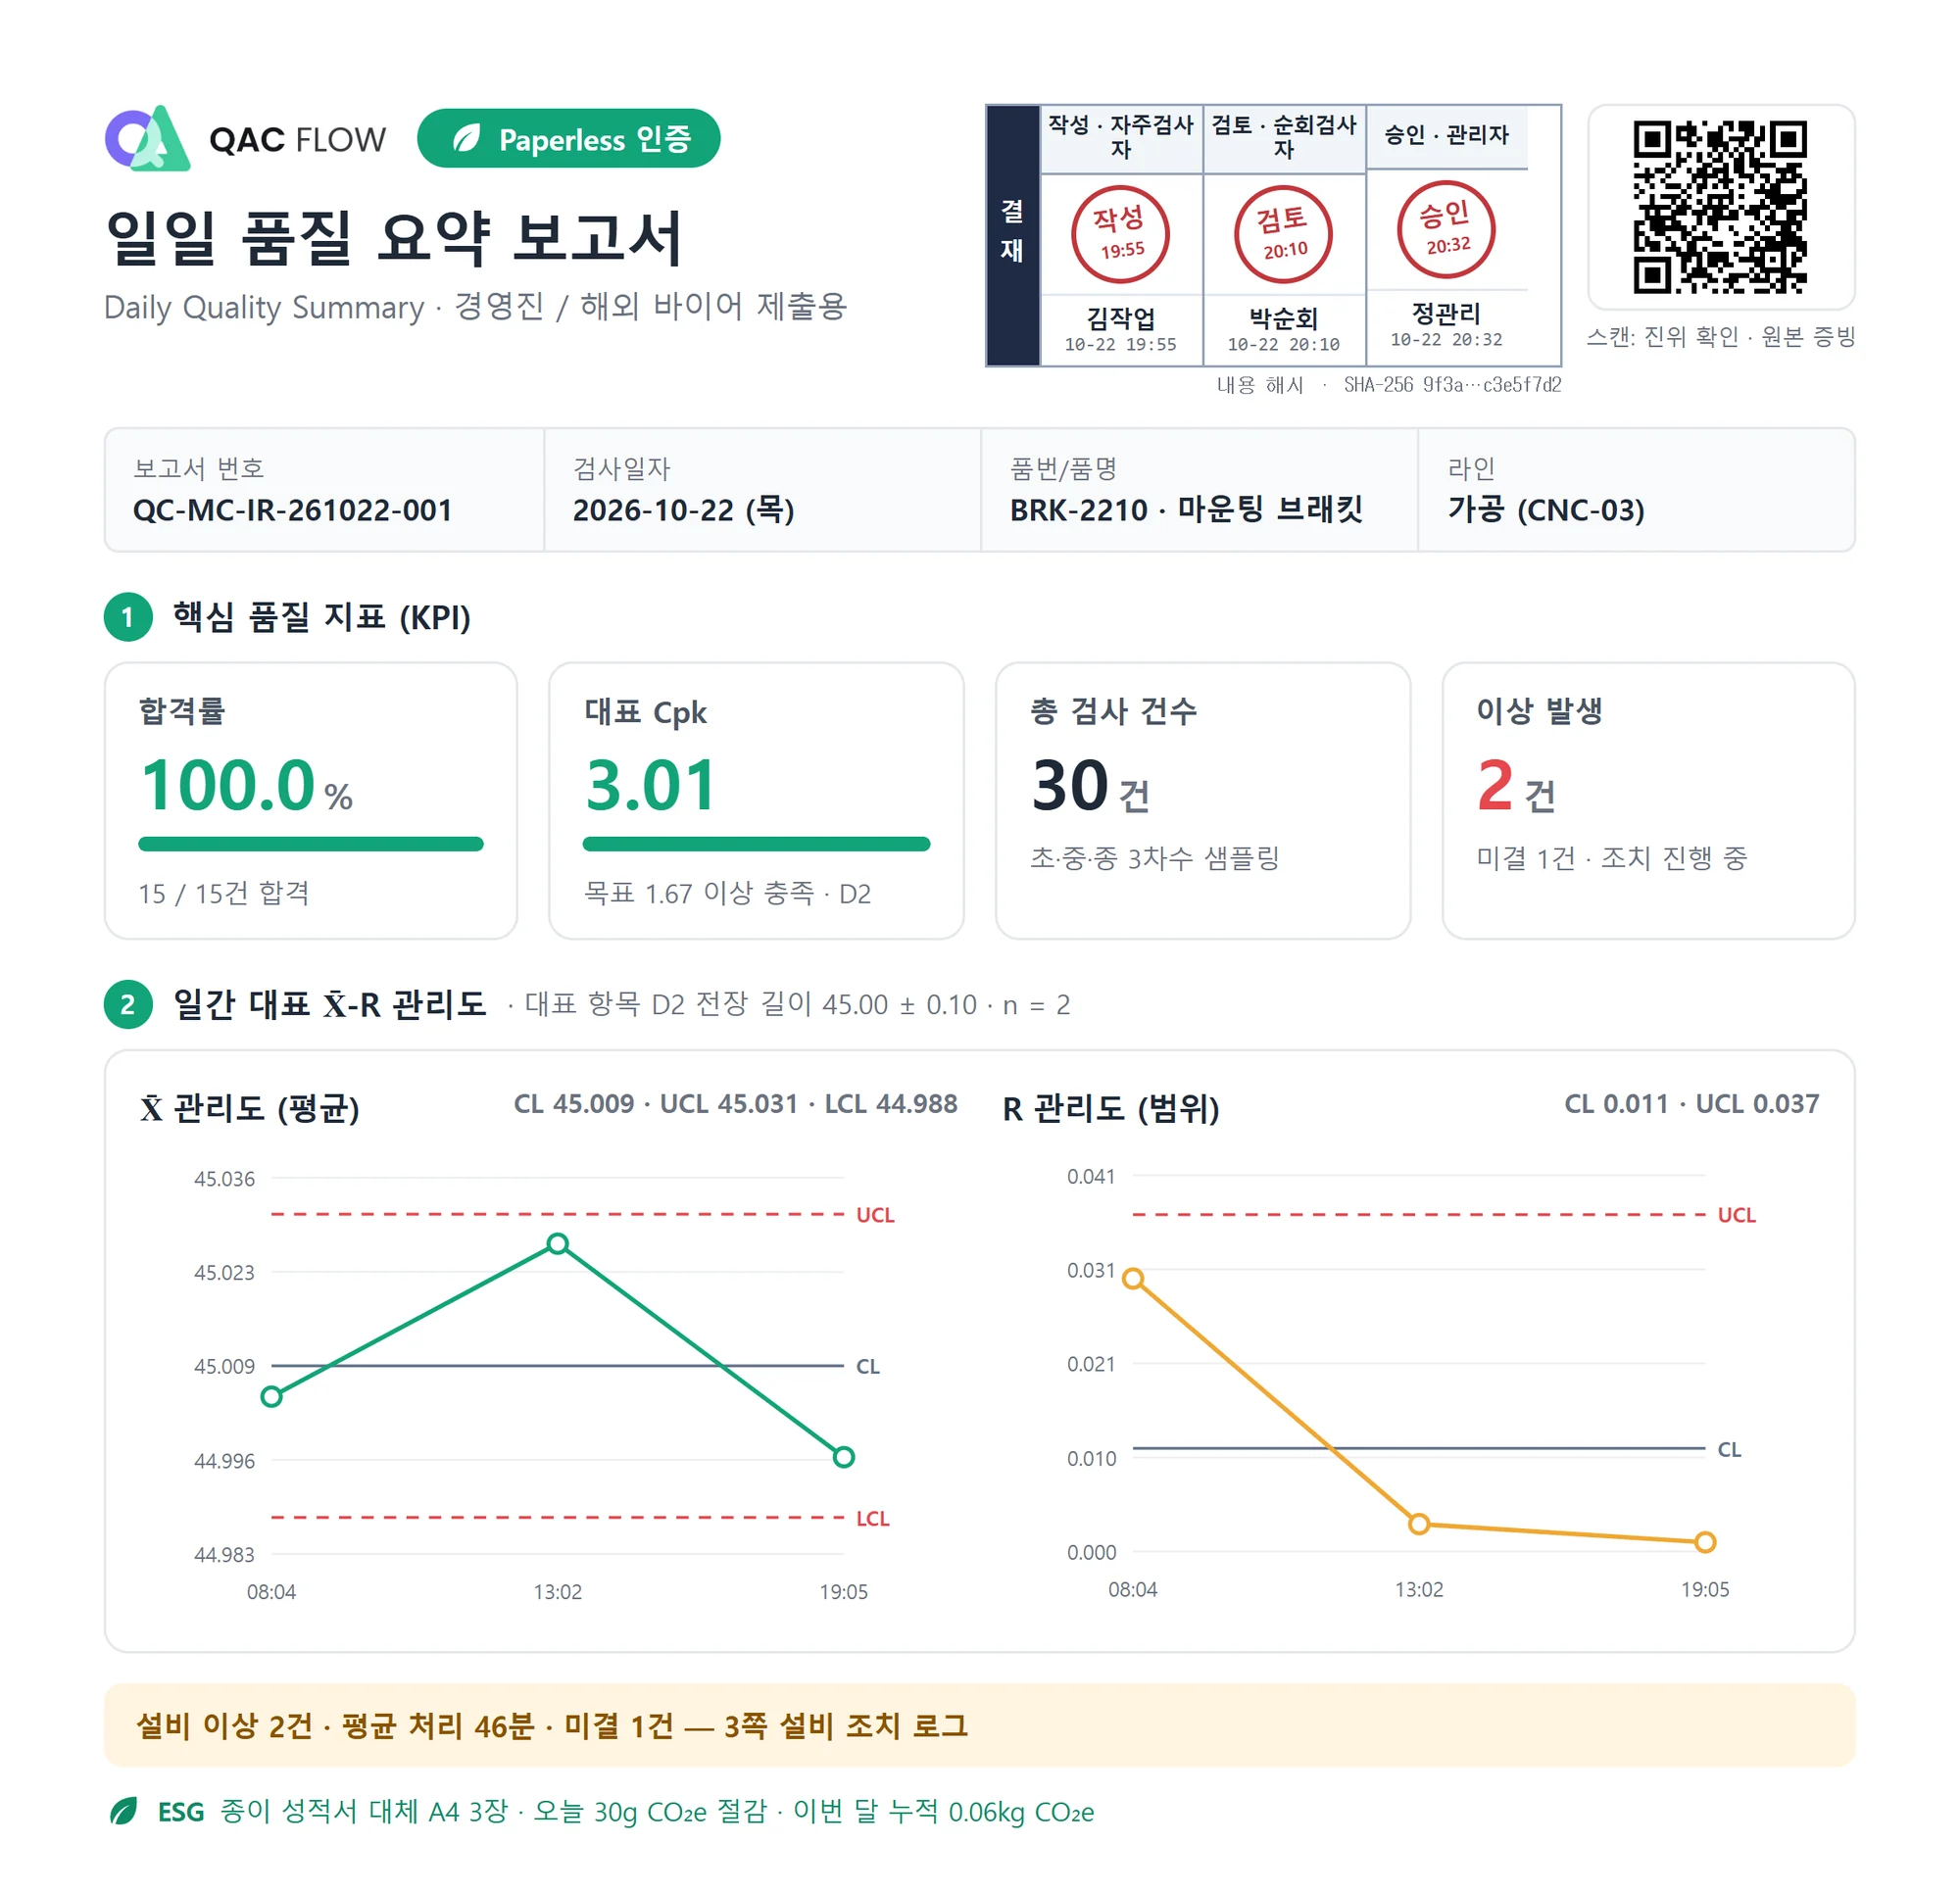 QAC FLOW
Paperless 인증
일일 품질 요약 보고서
Daily Quality Summary · 경영진 / 해외 바이어 제출용
결
재
작성 · 자주검사
자
작성
19:55
김작업
10-22 19:55
검토 · 순회검사
자
검토
20:10
박순회
10-22 20:10
승인 · 관리자
승인
20:32
정관리
10-22 20:32
내용 해시 · SHA-256 9f3a…c3e5f7d2
스캔: 진위 확인 · 원본 증빙
보고서 번호
QC-MC-IR-261022-001
검사일자
2026-10-22 (목)
품번/품명
BRK-2210 · 마운팅 브래킷
라인
가공 (CNC-03)
1 핵심 품질 지표 (KPI)
합격률
100.0 %
15 / 15건 합격
대표 Cpk
3.01
목표 1.67 이상 충족 · D2
총 검사 건수
30 건
초·중·종 3차수 샘플링
이상 발생
2 건
미결 1건 · 조치 진행 중
2 일간 대표 X̄-R 관리도 · 대표 항목 D2 전장 길이 45.00 ± 0.10 · n = 2
X̄ 관리도 (평균)
CL 45.009 · UCL 45.031 · LCL 44.988
45.036
UCL
45.023
45.009
CL
44.996
LCL
44.983
08:04 13:02 19:05
R 관리도 (범위)
CL 0.011 · UCL 0.037
0.041
UCL
0.031
0.021
CL
0.010
0.000
08:04 13:02 19:05
설비 이상 2건 · 평균 처리 46분 · 미결 1건 — 3쪽 설비 조치 로그
ESG 종이 성적서 대체 A4 3장 · 오늘 30g CO₂e 절감 · 이번 달 누적 0.06kg CO₂e